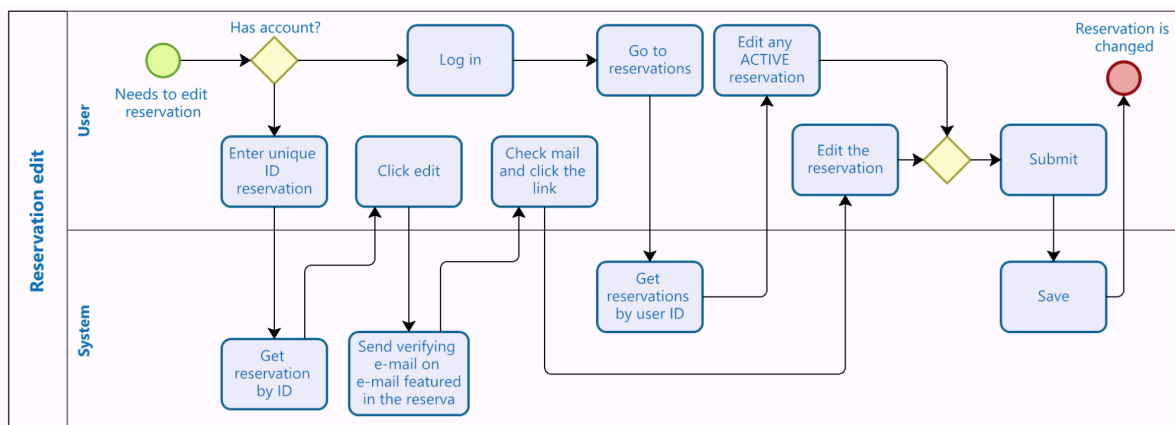 Reservation edit
User
System
Has account?
Needs to edit
reservation
Log in
Go to
reservations
Edit any
ACTIVE
reservation
Reservation is
changed
Enter unique
ID
reservation
Click edit
Check mail
and click the
link
Edit the
reservation
Submit
Get
reservation
by ID
Send verifying
e-mail on
e-mail featured
in the reserva
Get
reservations
by user ID
Save